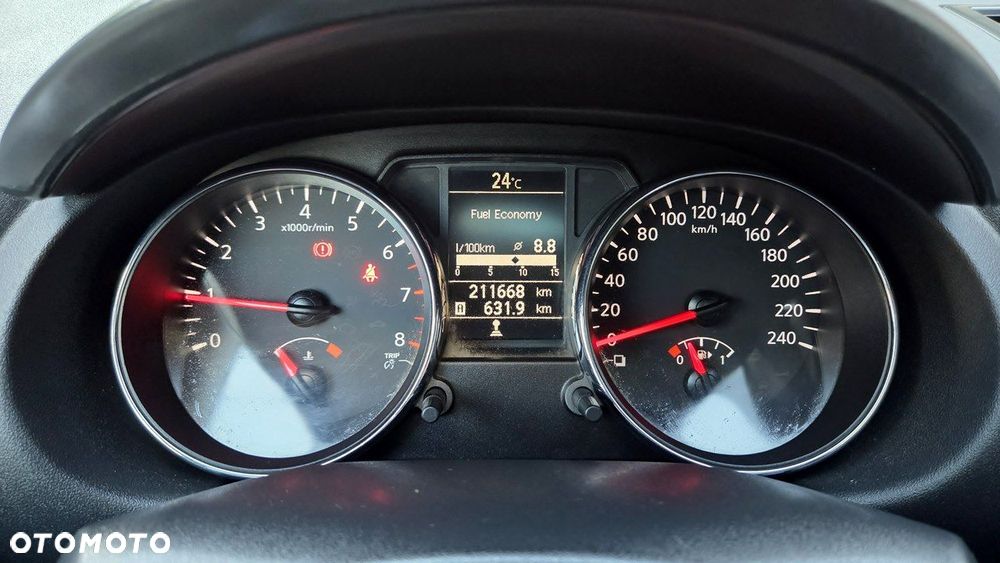 0
1
2
3
4
5
6
7
8
x1000r/min
TRIP
24°C
Fuel Economy
l/100km ø 8.8
0 5 10 15
211668 km
631.9 km
0
20
40
60
80
100
120
140
160
180
200
220
240
km/h
0 1
OTOMOTO